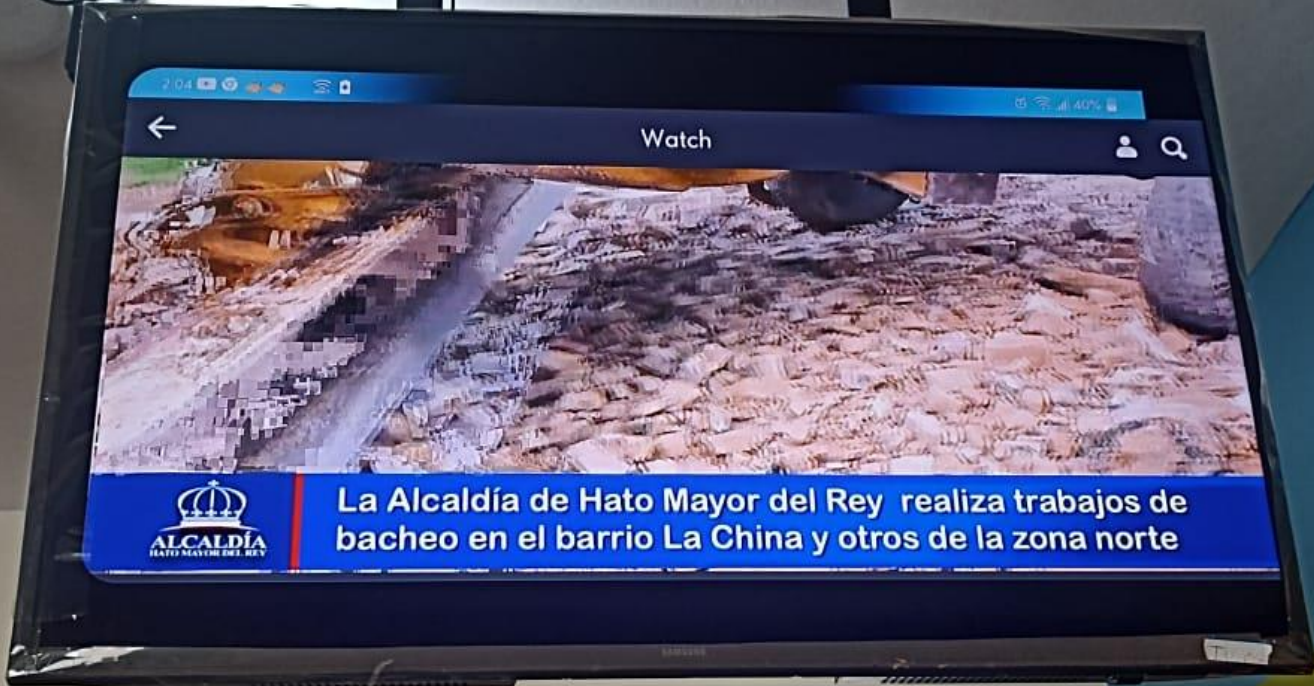 2:04
40%
Watch
La Alcaldía de Hato Mayor del Rey realiza trabajos de
bacheo en el barrio La China y otros de la zona norte
ALCALDÍA
HATO MAYOR DEL REY
SAMSUNG